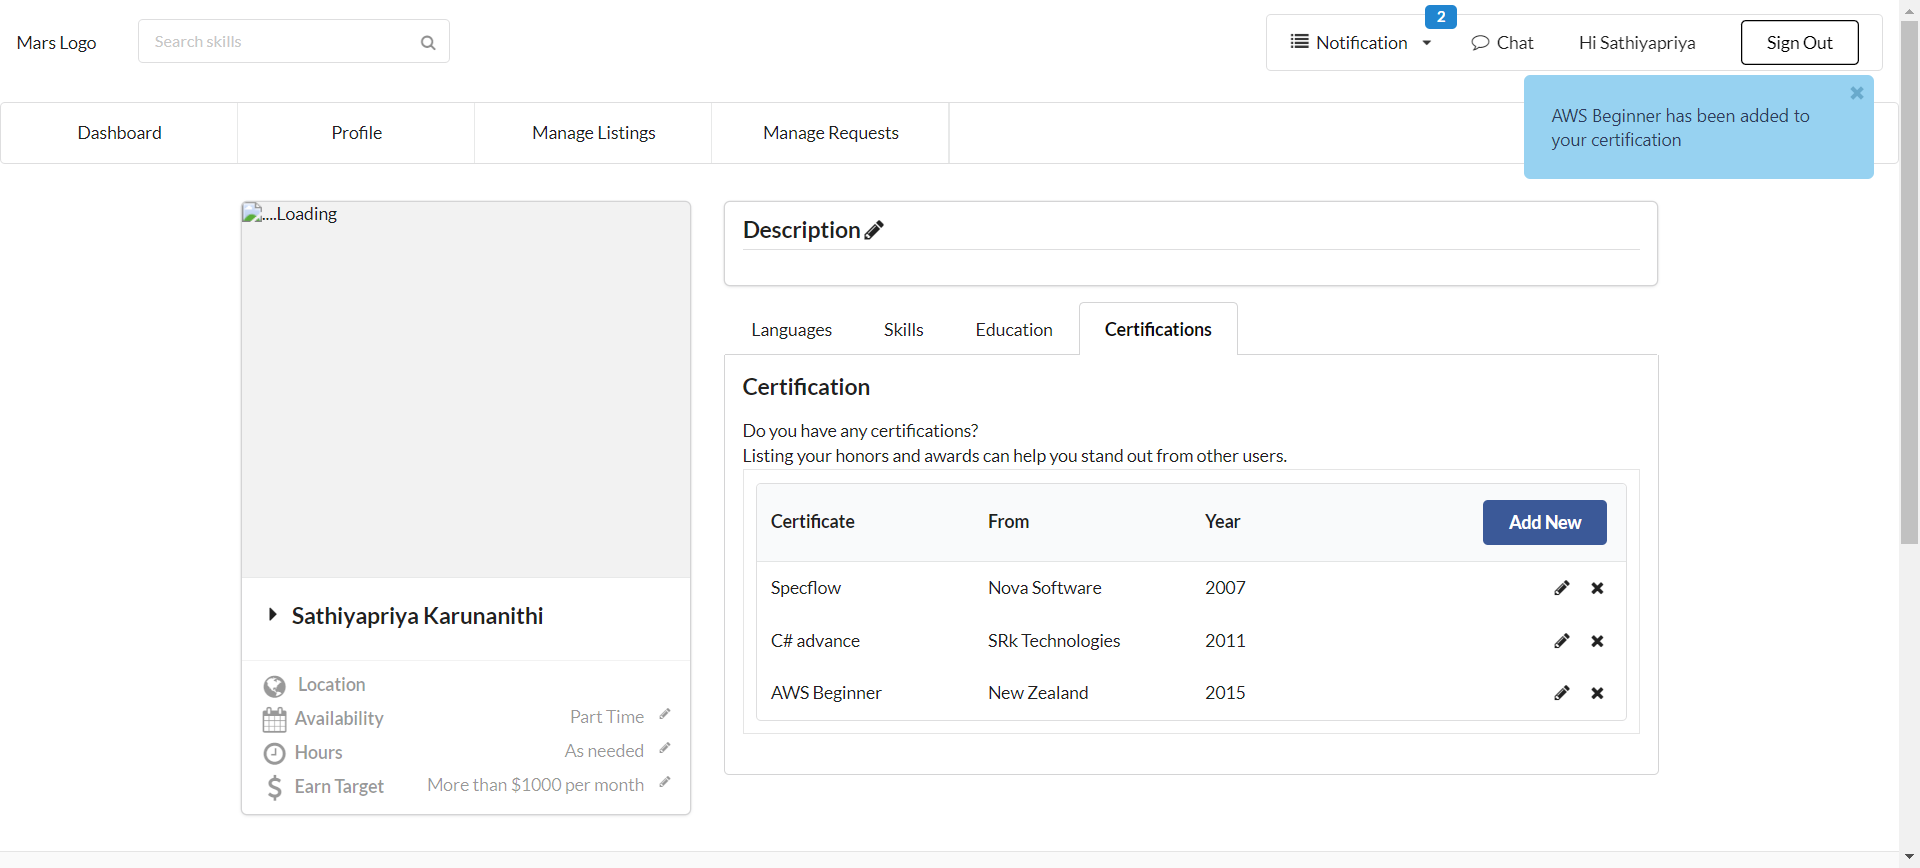 Mars Logo
Search skills
Notification
2
Chat
Hi Sathiyapriya
Sign Out
AWS Beginner has been added to
your certification
Dashboard
Profile
Manage Listings
Manage Requests
....Loading
Sathiyapriya Karunanithi
Location
Availability
Part Time
Hours
As needed
Earn Target
More than $1000 per month
Description
Languages
Skills
Education
Certifications
Certification
Do you have any certifications?
Listing your honors and awards can help you stand out from other users.
Certificate From Year Add New
Specflow Nova Software 2007
C# advance SRk Technologies 2011
AWS Beginner New Zealand 2015